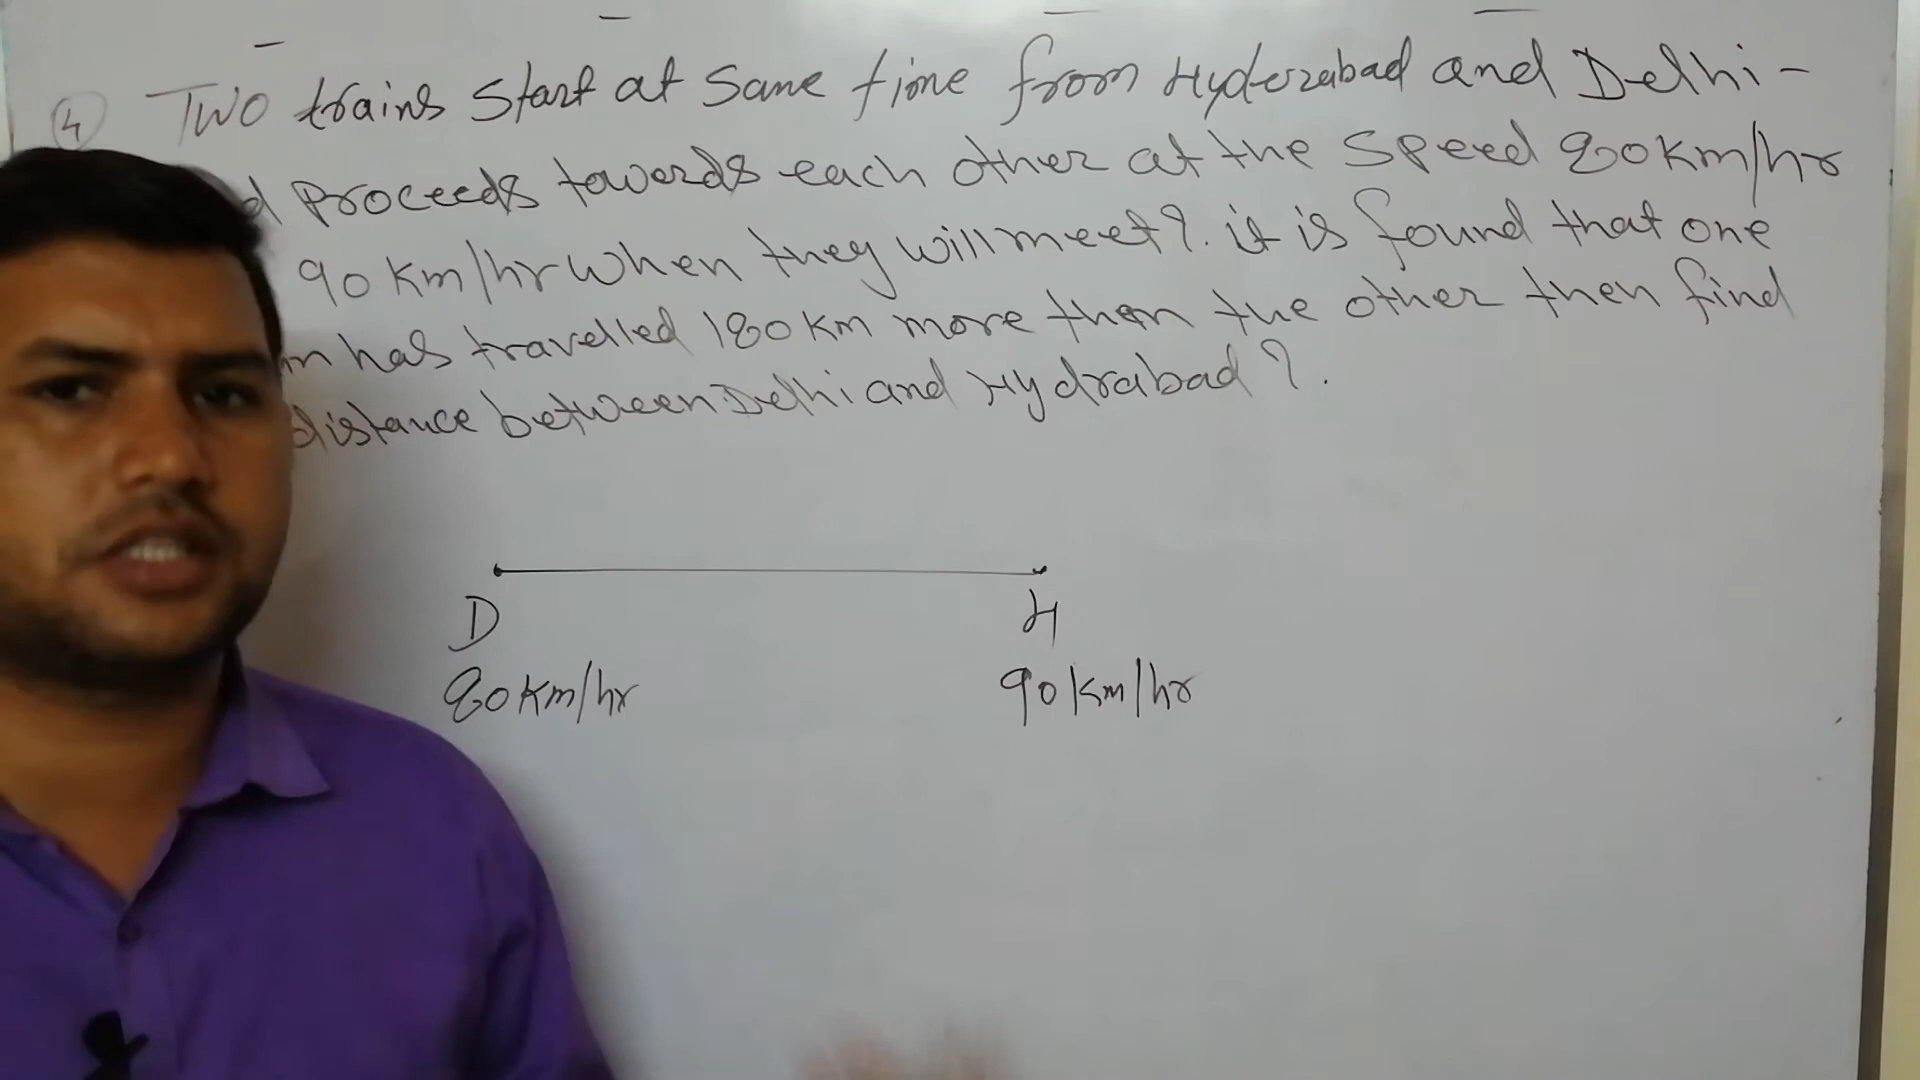 ④ Two trains start at same time from Hyderabad and Delhi-
proceeds towards each other at the speed 80 km/hr
90 km/hr when they will meet?. it is found that one
has travelled 180 km more than the other then find
distance between Delhi and Hydrabad?.
D H
80 km/hr 90 km/hr